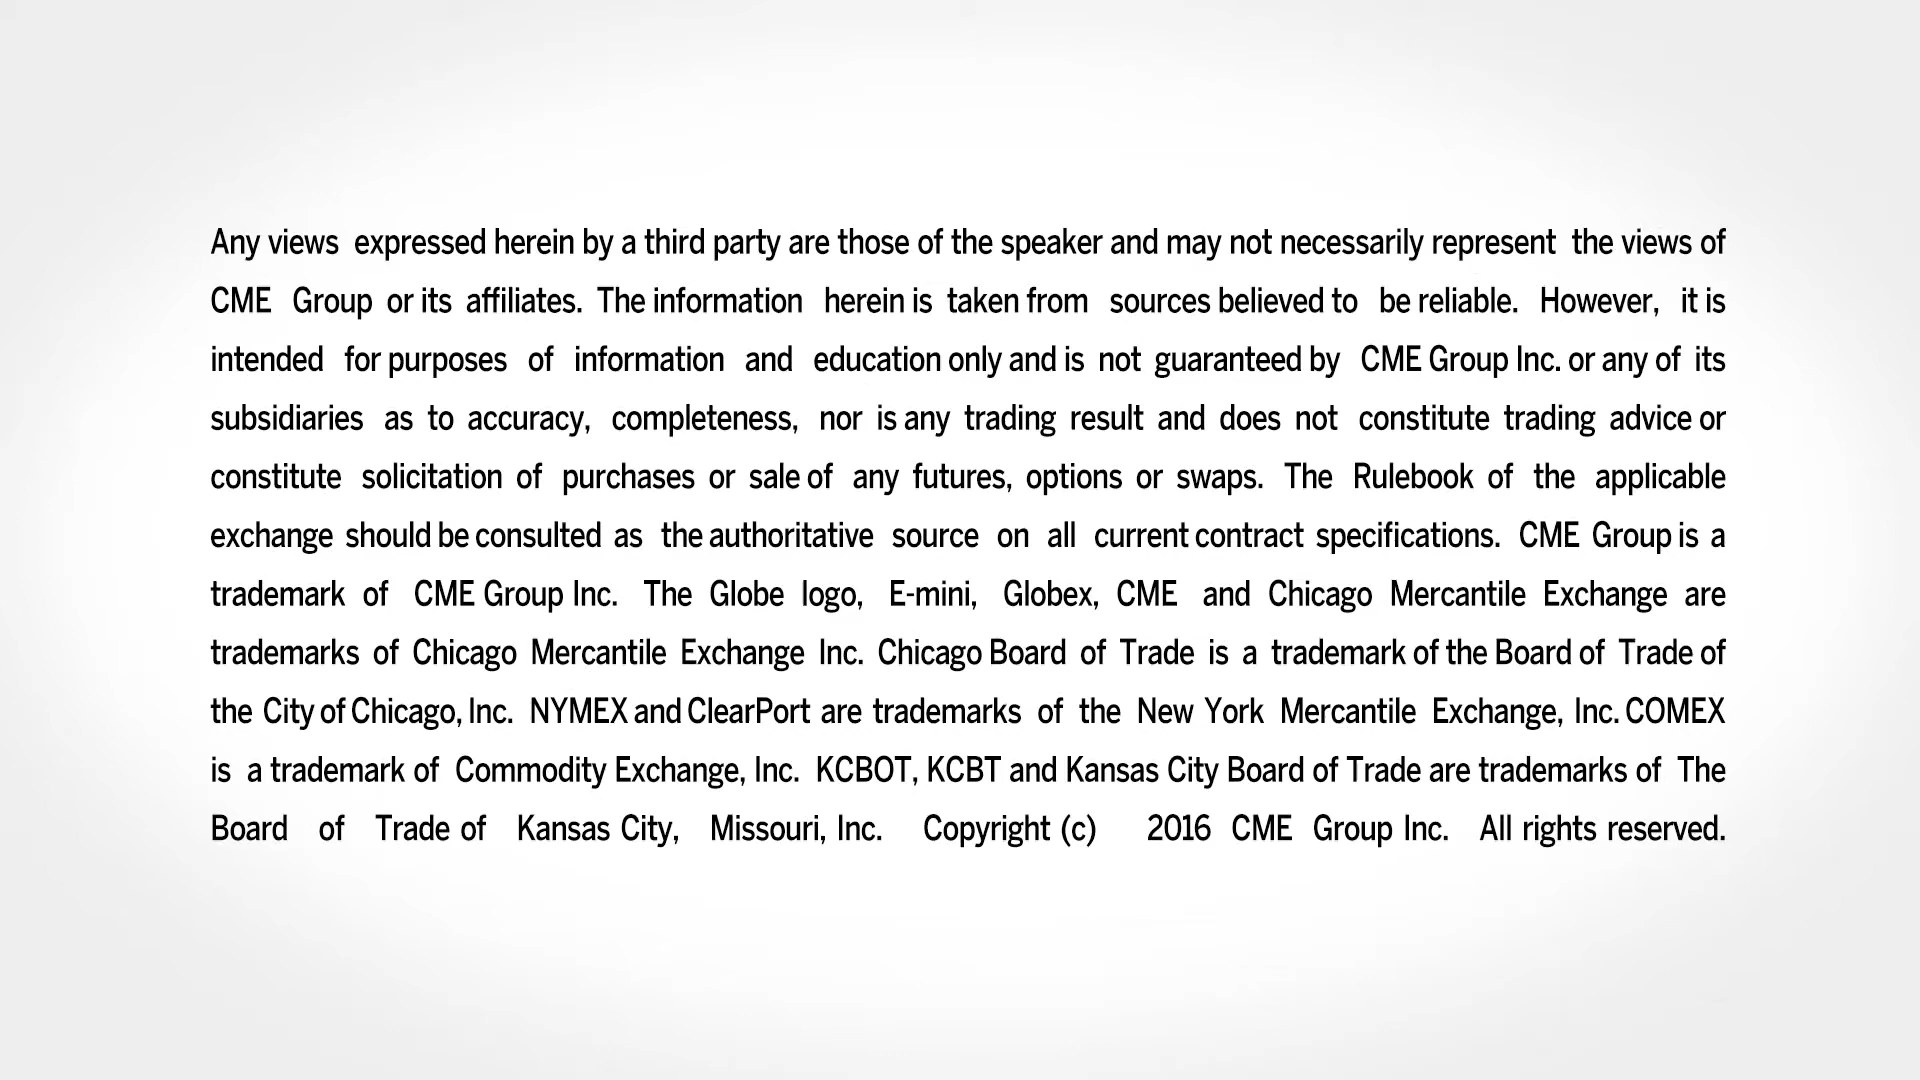 Any views expressed herein by a third party are those of the speaker and may not necessarily represent the views of
CME Group or its affiliates. The information herein is taken from sources believed to be reliable. However, it is
intended for purposes of information and education only and is not guaranteed by CME Group Inc. or any of its
subsidiaries as to accuracy, completeness, nor is any trading result and does not constitute trading advice or
constitute solicitation of purchases or sale of any futures, options or swaps. The Rulebook of the applicable
exchange should be consulted as the authoritative source on all current contract specifications. CME Group is a
trademark of CME Group Inc. The Globe logo, E-mini, Globex, CME and Chicago Mercantile Exchange are
trademarks of Chicago Mercantile Exchange Inc. Chicago Board of Trade is a trademark of the Board of Trade of
the City of Chicago, Inc. NYMEX and ClearPort are trademarks of the New York Mercantile Exchange, Inc. COMEX
is a trademark of Commodity Exchange, Inc. KCBOT, KCBT and Kansas City Board of Trade are trademarks of The
Board of Trade of Kansas City, Missouri, Inc. Copyright (c) 2016 CME Group Inc. All rights reserved.